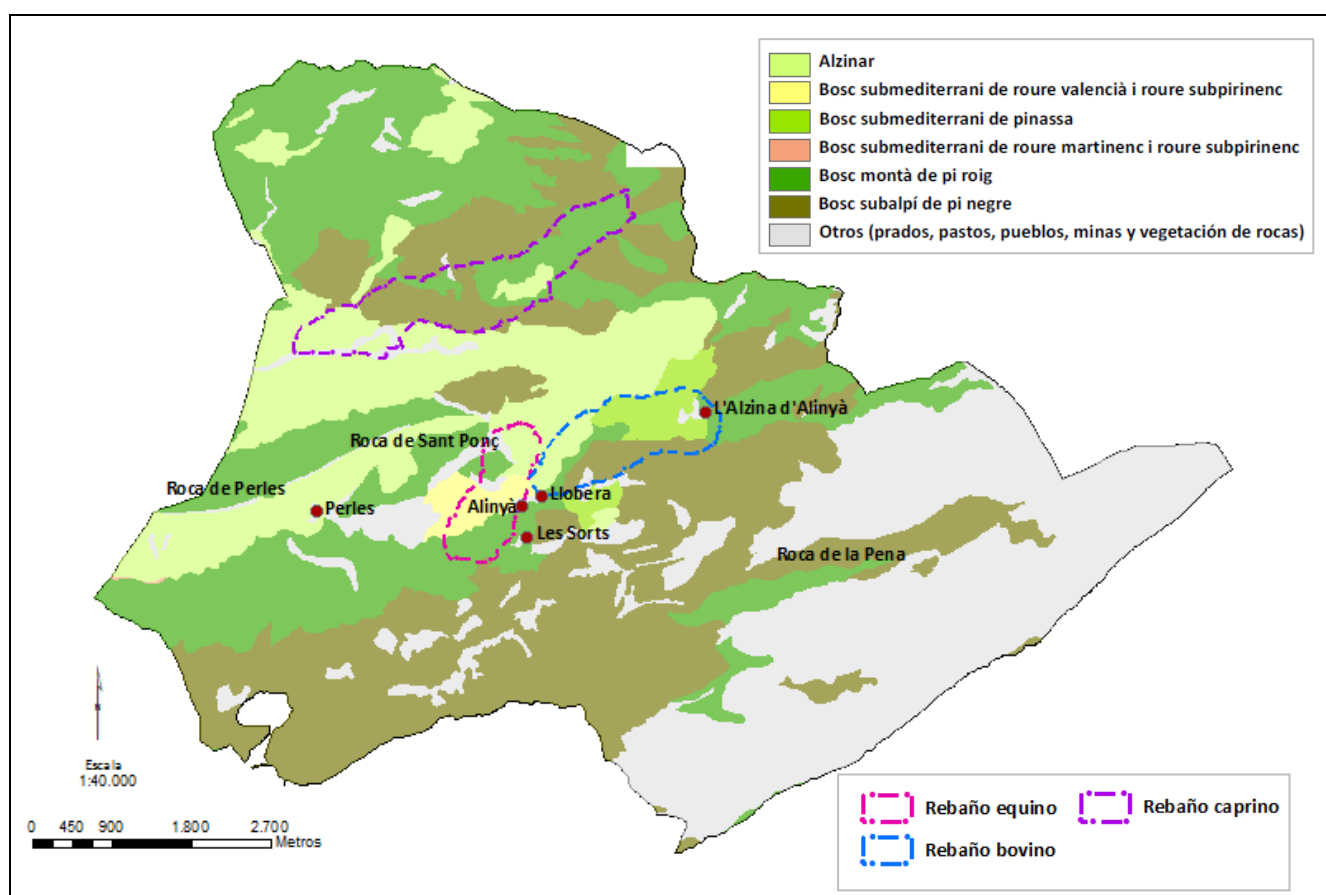 Alzinar
Bosc submediterrani de roure valencià i roure subpirinenc
Bosc submediterrani de pinassa
Bosc submediterrani de roure martinenc i roure subpirinenc
Bosc montà de pi roig
Bosc subalpí de pi negre
Otros (prados, pastos, pueblos, minas y vegetación de rocas)
L'Alzina d'Alinyà
Roca de Sant Ponç
Roca de Perles
Perles
Llobera
Alinyà
Les Sorts
Roca de la Pena
Escala
1:40.000
0 450 900 1.800 2.700
Metros
Rebaño equino
Rebaño caprino
Rebaño bovino